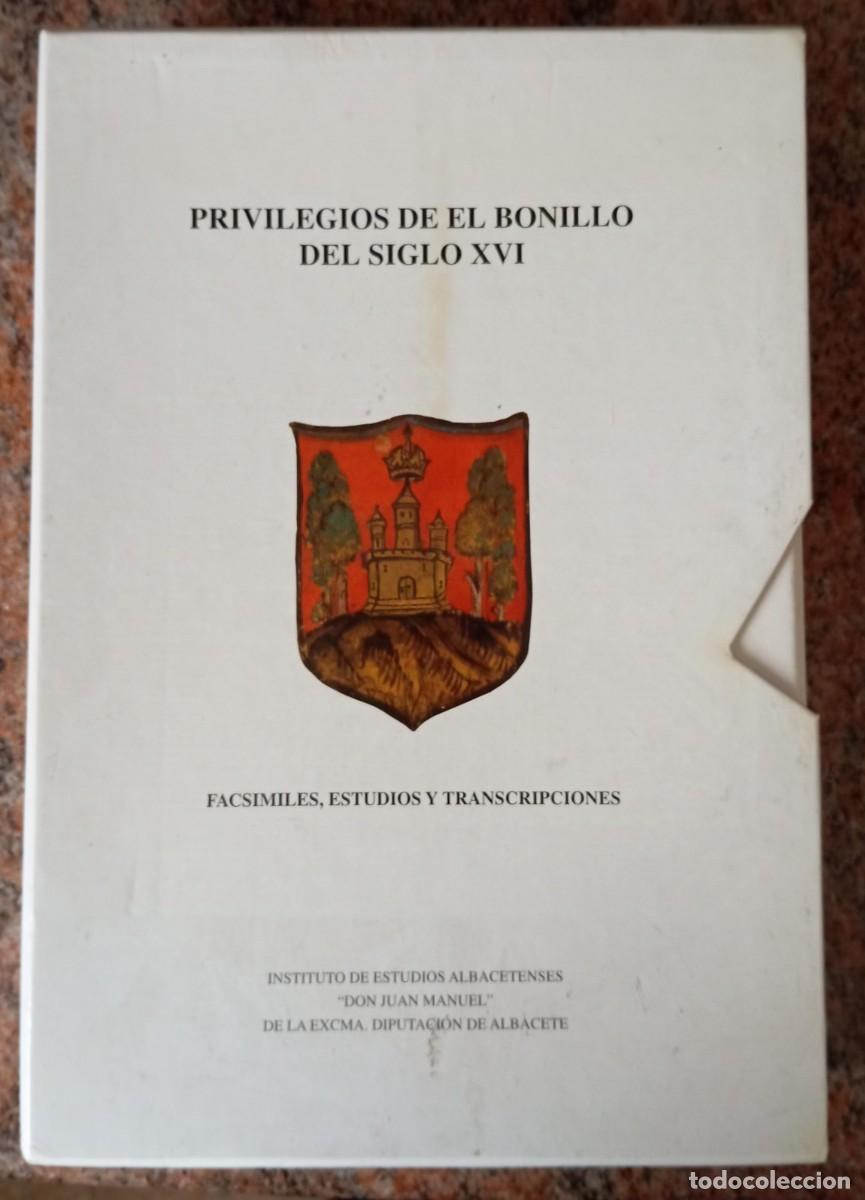 PRIVILEGIOS DE EL BONILLO
DEL SIGLO XVI
FACSIMILES, ESTUDIOS Y TRANSCRIPCIONES
INSTITUTO DE ESTUDIOS ALBACETENSES
“DON JUAN MANUEL”
DE LA EXCMA. DIPUTACIÓN DE ALBACETE
todocoleccion